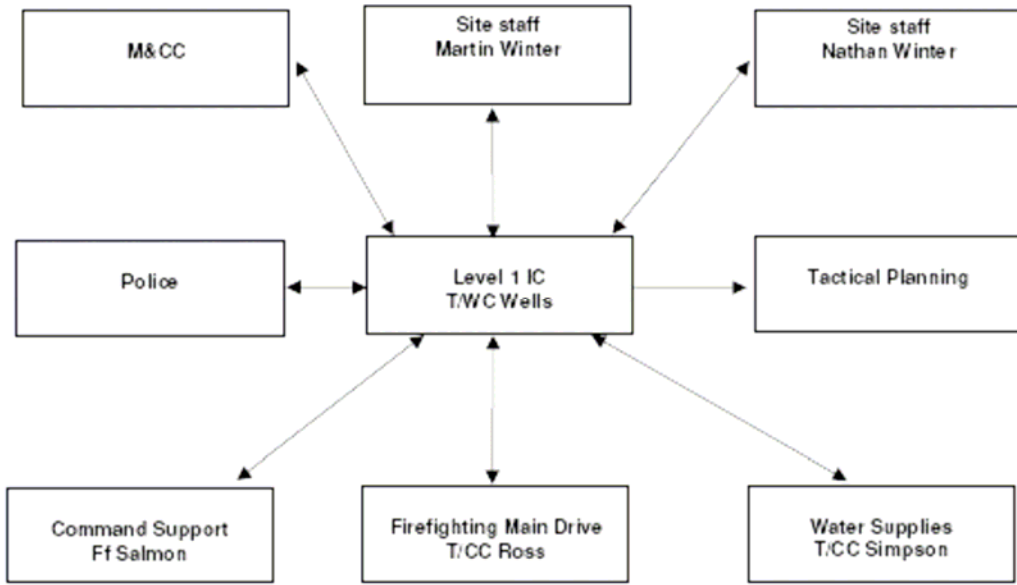 M&CC
Site staff
Martin Winter
Site staff
Nathan Winter
Police
Level 1 IC
T/WC Wells
Tactical Planning
Command Support
Ff Salmon
Firefighting Main Drive
T/CC Ross
Water Supplies
T/CC Simpson